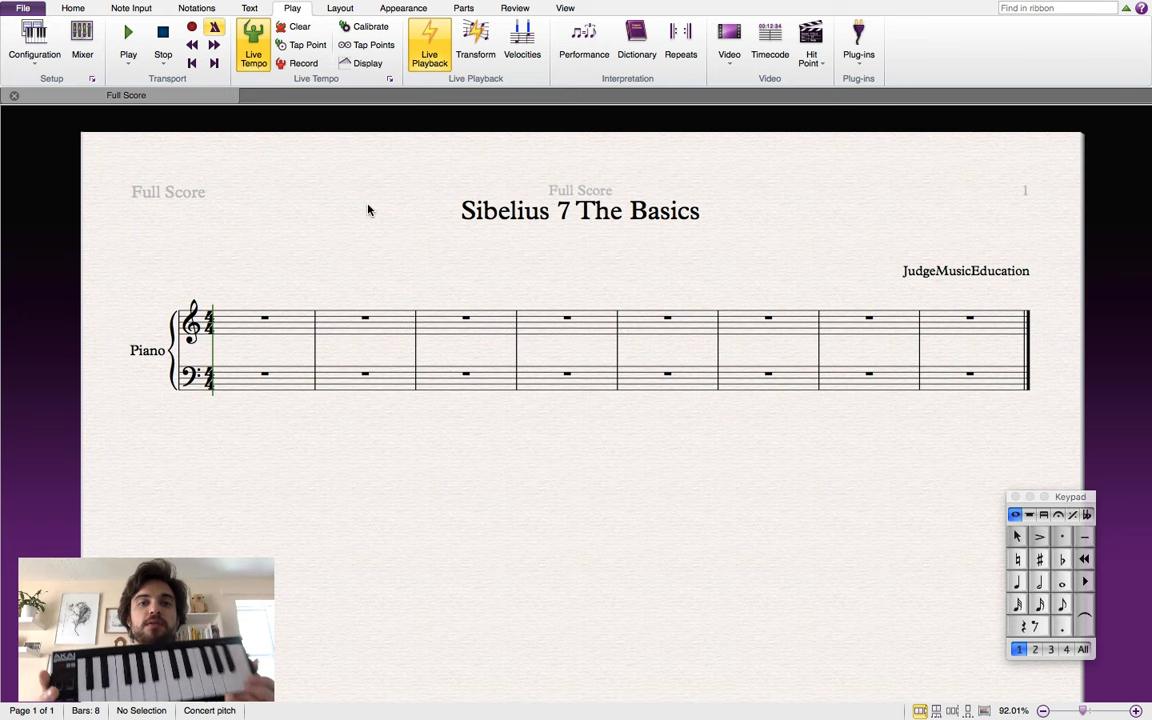 File Home Note Input Notations Text Play Layout Appearance Parts Review View Find in ribbon
Configuration Mixer Play Stop Live Tempo Clear Calibrate Live Playback Transform Velocities Performance Dictionary Repeats Video Timecode Hit Point Plug-ins
Tap Point Tap Points
Record Display
Setup Transport Live Tempo Live Playback Interpretation Video Plug-ins
Full Score
Full Score Full Score 1
Sibelius 7 The Basics
JudgeMusicEducation
Piano
Keypad
1 2 3 4 All
AKAI
Page 1 of 1 Bars: 8 No Selection Concert pitch 92.01%